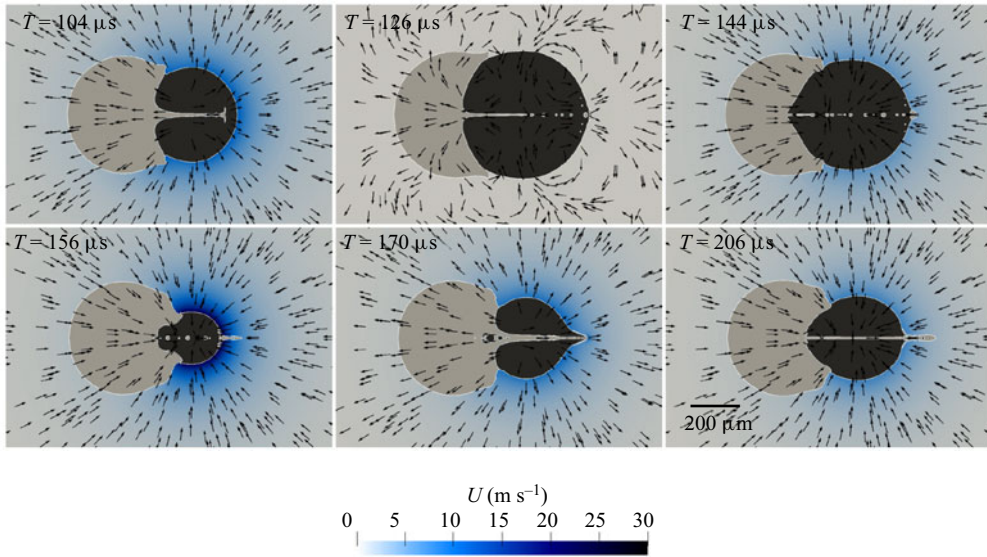 T = 104 μs
T = 126 μs
T = 144 μs
T = 156 μs
T = 170 μs
T = 206 μs
200 μm
U (m s⁻¹)
0 5 10 15 20 25 30